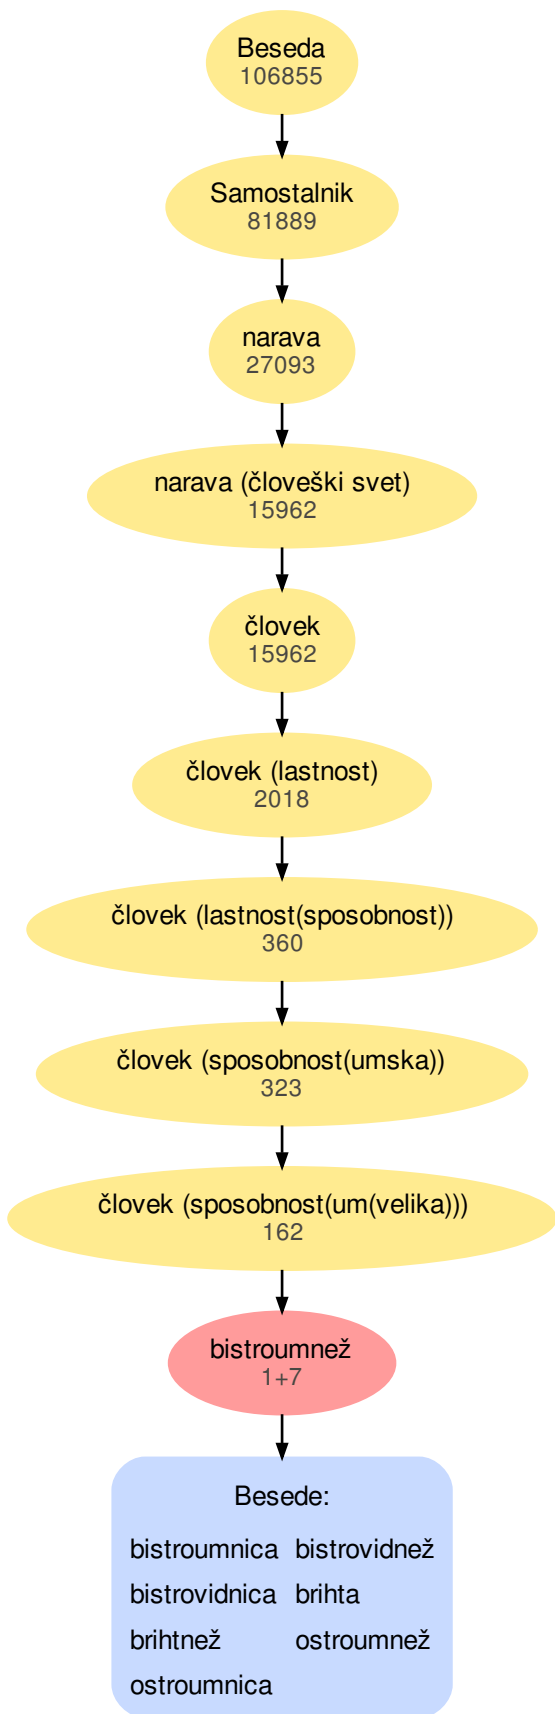 Beseda
106855
Samostalnik
81889
narava
27093
narava (človeški svet)
15962
človek
15962
človek (lastnost)
2018
človek (lastnost(sposobnost))
360
človek (sposobnost(umska))
323
človek (sposobnost(um(velika)))
162
bistroumnež
1+7
Besede:
bistroumnica bistrovidnež
bistrovidnica brihta
brihtnež ostroumnež
ostroumnica